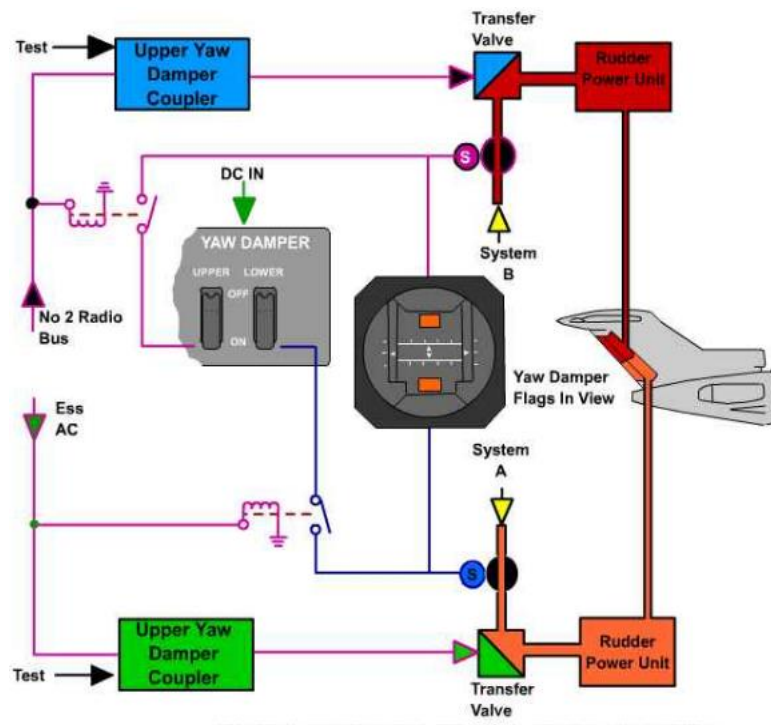 Transfer
Valve
Test
Upper Yaw
Damper
Coupler
Rudder
Power Unit
S
DC IN
YAW DAMPER
UPPER LOWER
OFF
ON
System
B
No 2 Radio
Bus
Yaw Damper
Flags In View
Ess
AC
System
A
S
Upper Yaw
Damper
Coupler
Rudder
Power Unit
Test
Transfer
Valve